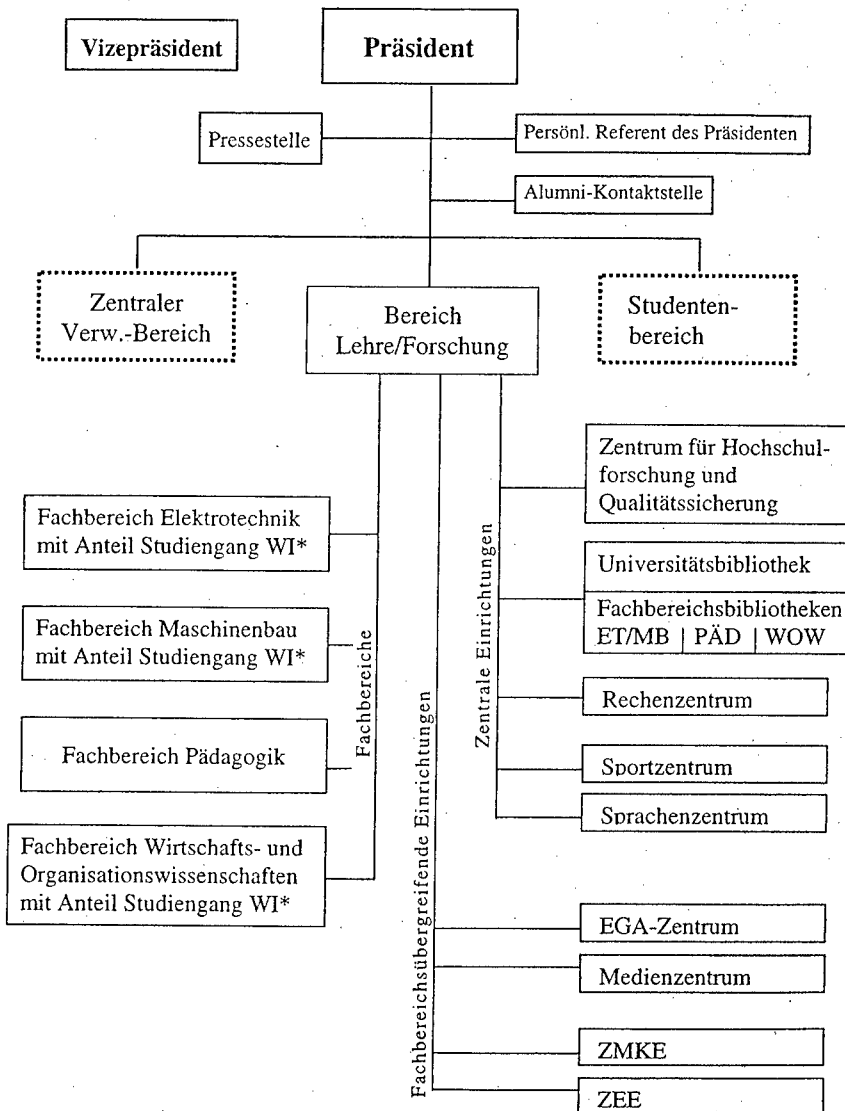 Vizepräsident
Präsident
Pressestelle
Persönl. Referent des Präsidenten
Alumni-Kontaktstelle
Zentraler
Verw.-Bereich
Bereich
Lehre/Forschung
Studenten-
bereich
Fachbereiche
Fachbereich Elektrotechnik
mit Anteil Studiengang WI*
Fachbereich Maschinenbau
mit Anteil Studiengang WI*
Fachbereich Pädagogik
Fachbereich Wirtschafts- und
Organisationswissenschaften
mit Anteil Studiengang WI*
Zentrale Einrichtungen
Zentrum für Hochschul-
forschung und
Qualitätssicherung
Universitätsbibliothek
Fachbereichsbibliotheken
ET/MB | PÄD | WOW
Rechenzentrum
Sportzentrum
Sprachenzentrum
Fachbereichsübergreifende Einrichtungen
EGA-Zentrum
Medienzentrum
ZMKE
ZEE